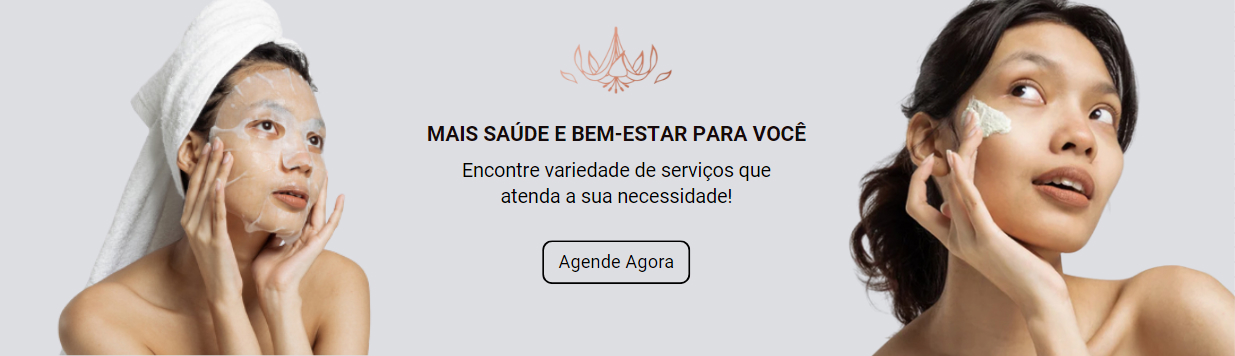 MAIS SAÚDE E BEM-ESTAR PARA VOCÊ
Encontre variedade de serviços que
atenda a sua necessidade!
Agende Agora